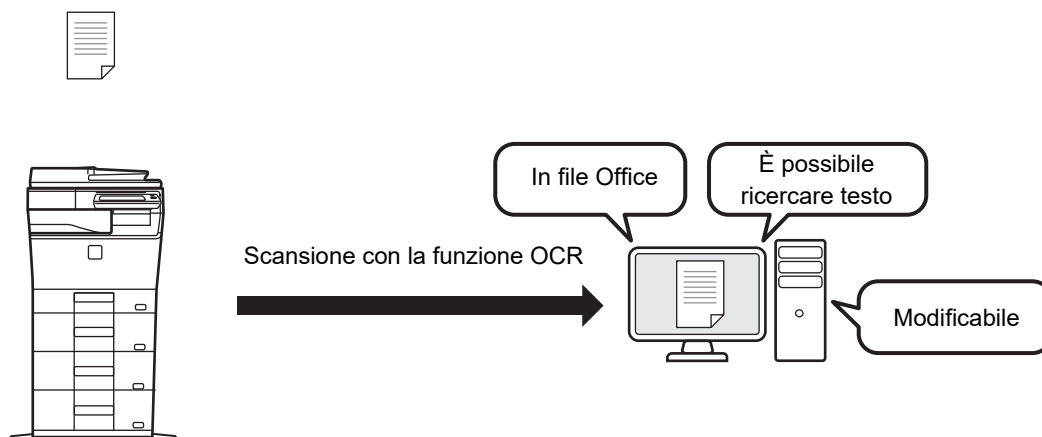 In file Office
È possibile
ricercare testo
Scansione con la funzione OCR
Modificabile